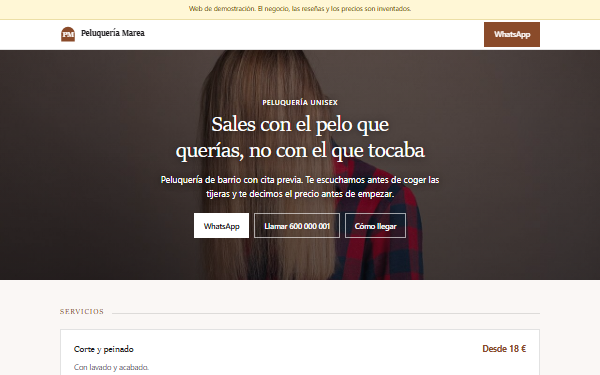 Web de demostración. El negocio, las reseñas y los precios son inventados.
PM Peluquería Marea
WhatsApp
PELUQUERÍA UNISEX
Sales con el pelo que
querías, no con el que tocaba
Peluquería de barrio con cita previa. Te escuchamos antes de coger las
tijeras y te decimos el precio antes de empezar.
WhatsApp
Llamar 600 000 001
Cómo llegar
SERVICIOS
Corte y peinado
Desde 18 €
Con lavado y acabado.